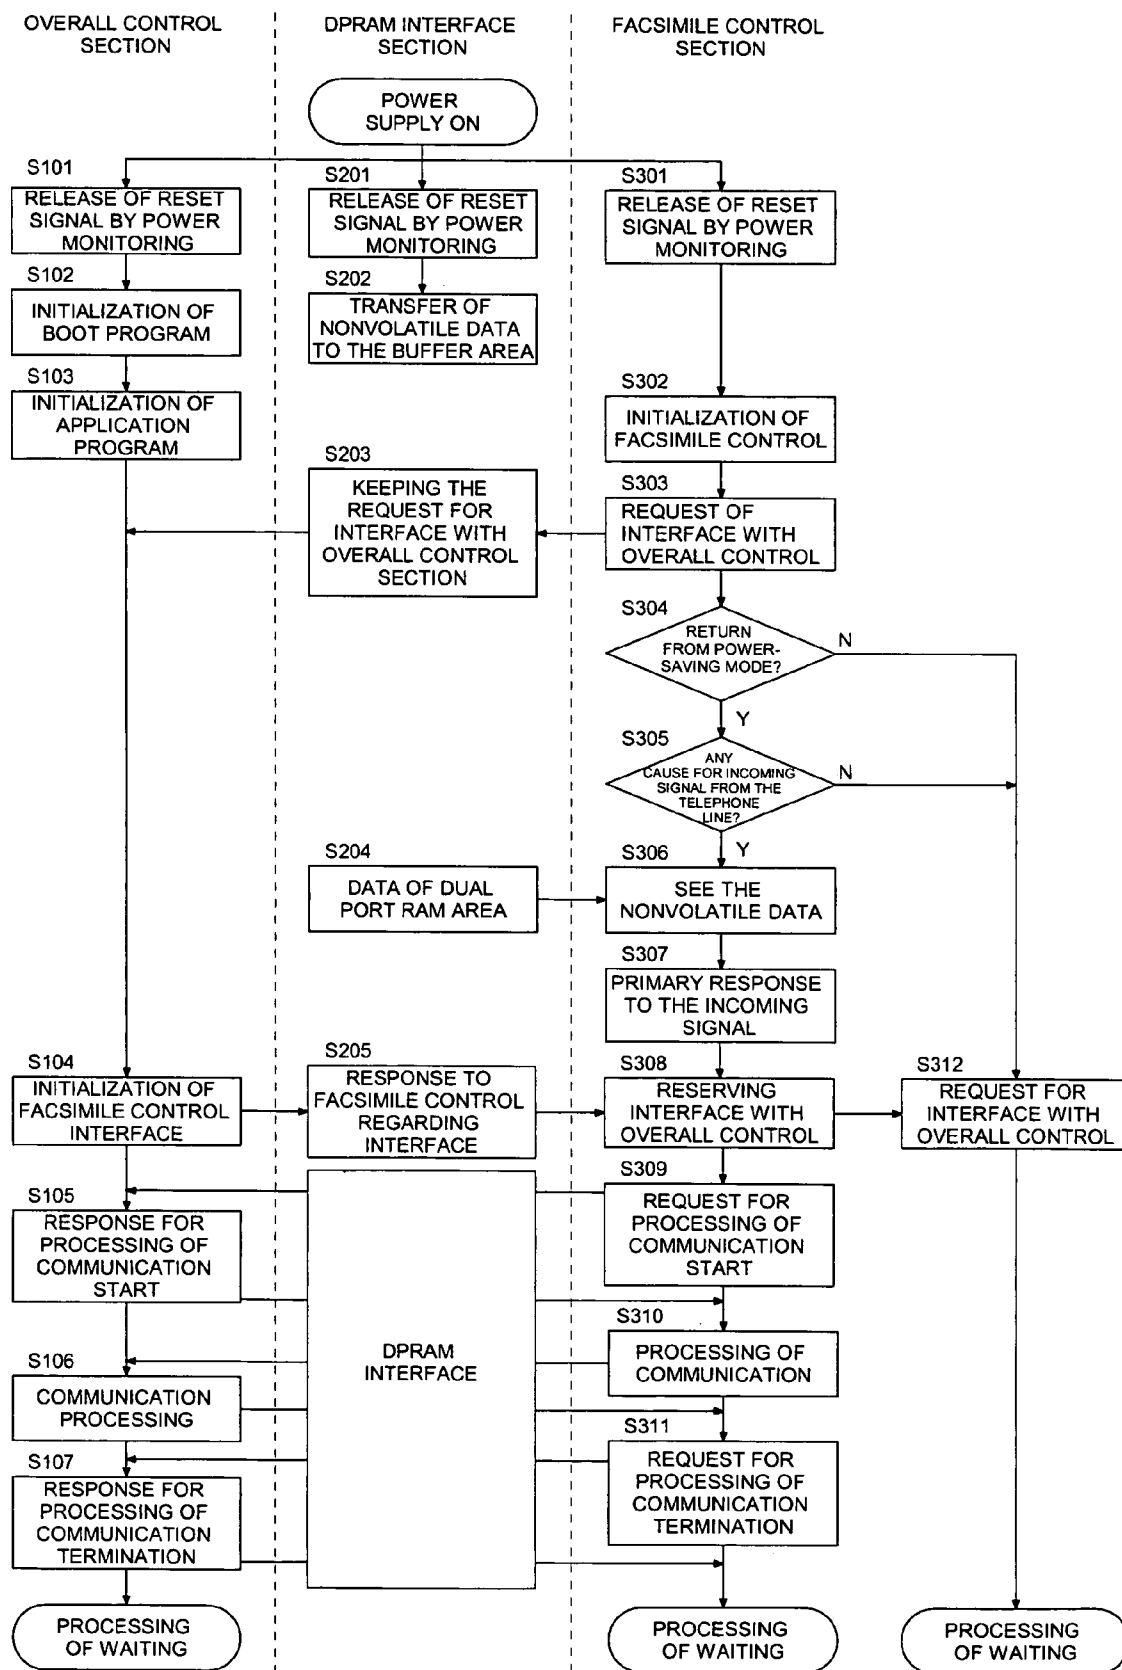 OVERALL CONTROL
SECTION
DPRAM INTERFACE
SECTION
FACSIMILE CONTROL
SECTION
POWER
SUPPLY ON
S101
RELEASE OF RESET
SIGNAL BY POWER
MONITORING
S201
RELEASE OF RESET
SIGNAL BY POWER
MONITORING
S301
RELEASE OF RESET
SIGNAL BY POWER
MONITORING
S102
INITIALIZATION OF
BOOT PROGRAM
S202
TRANSFER OF
NONVOLATILE DATA
TO THE BUFFER AREA
S103
INITIALIZATION OF
APPLICATION
PROGRAM
S302
INITIALIZATION OF
FACSIMILE CONTROL
S203
KEEPING THE
REQUEST FOR
INTERFACE WITH
OVERALL CONTROL
SECTION
S303
REQUEST OF
INTERFACE WITH
OVERALL CONTROL
S304
RETURN
FROM POWER-
SAVING MODE?
N
Y
S305
ANY
CAUSE FOR INCOMING
SIGNAL FROM THE
TELEPHONE
LINE?
N
Y
S204
DATA OF DUAL
PORT RAM AREA
S306
SEE THE
NONVOLATILE DATA
S307
PRIMARY RESPONSE
TO THE INCOMING
SIGNAL
S104
INITIALIZATION OF
FACSIMILE CONTROL
INTERFACE
S205
RESPONSE TO
FACSIMILE CONTROL
REGARDING
INTERFACE
S308
RESERVING
INTERFACE WITH
OVERALL CONTROL
S312
REQUEST FOR
INTERFACE WITH
OVERALL CONTROL
S309
REQUEST FOR
PROCESSING OF
COMMUNICATION
START
S105
RESPONSE FOR
PROCESSING OF
COMMUNICATION
START
DPRAM
INTERFACE
S310
PROCESSING OF
COMMUNICATION
S106
COMMUNICATION
PROCESSING
S311
REQUEST FOR
PROCESSING OF
COMMUNICATION
TERMINATION
S107
RESPONSE FOR
PROCESSING OF
COMMUNICATION
TERMINATION
PROCESSING
OF WAITING
PROCESSING
OF WAITING
PROCESSING
OF WAITING